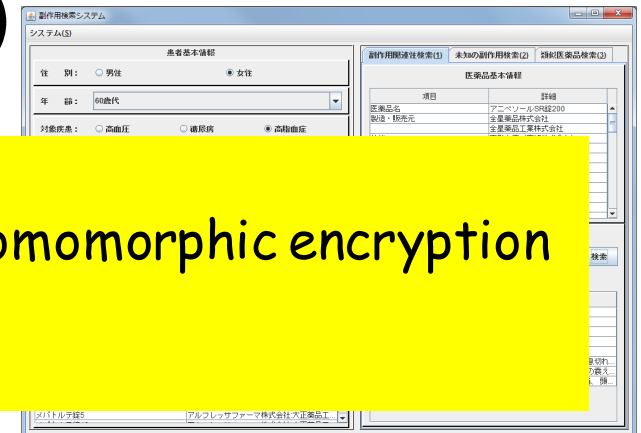 副作用検索システム
システム(S)
患者基本情報
性 別: 男性 女性
年 齢: 60歳代
対象疾患: 高血圧 糖尿病 高脂血症
副作用関連性検索(1) 未知の副作用検索(2) 類似医薬品検索(3)
医薬品基本情報
項目 詳細
医薬品名 アニベソールSR錠200
製造・販売元 全星薬品株式会社
全星薬品工業株式会社
omomorphic encryption
検索
メバトルテ錠5 アルフレッサファーマ株式会社:大正薬品工...